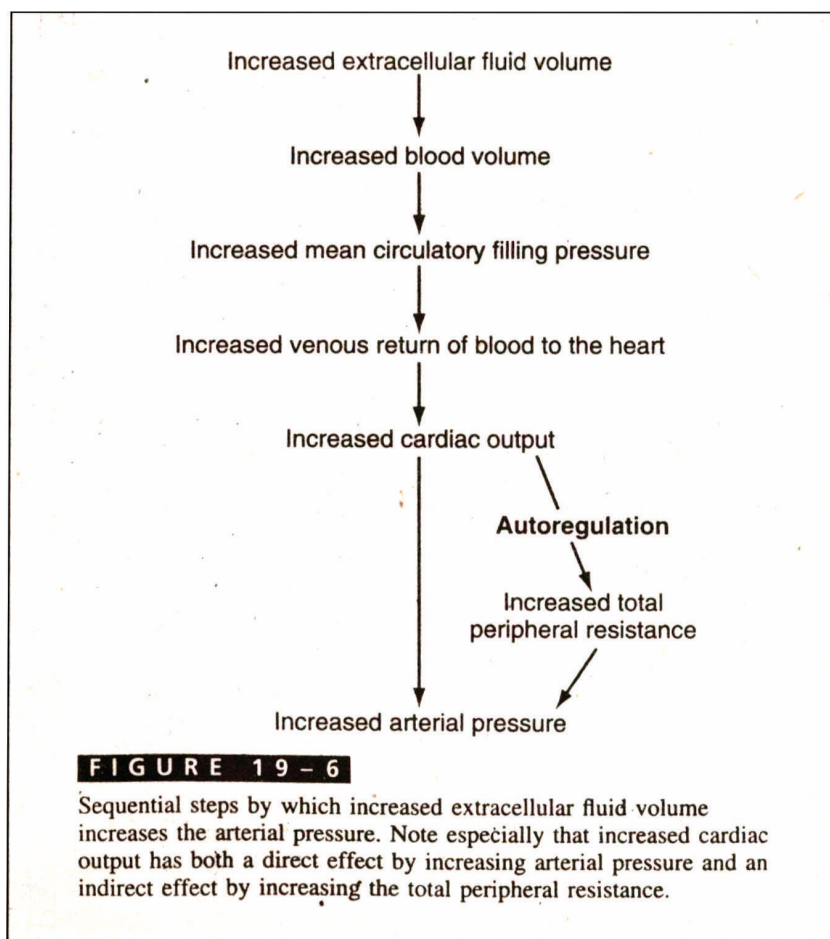 Increased extracellular fluid volume
Increased blood volume
Increased mean circulatory filling pressure
Increased venous return of blood to the heart
Increased cardiac output
Autoregulation
Increased total
peripheral resistance
Increased arterial pressure
FIGURE 19-6
Sequential steps by which increased extracellular fluid volume
increases the arterial pressure. Note especially that increased cardiac
output has both a direct effect by increasing arterial pressure and an
indirect effect by increasing the total peripheral resistance.